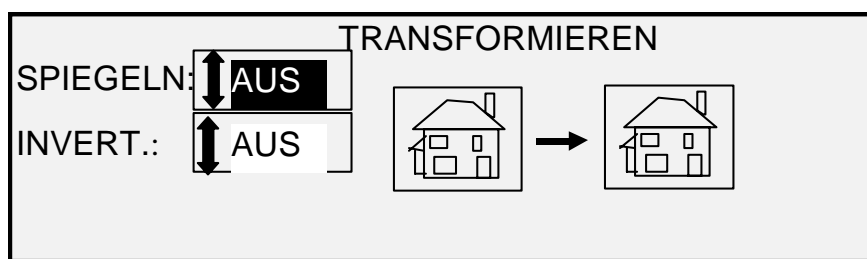 TRANSFORMIEREN
SPIEGELN: AUS
INVERT.: AUS